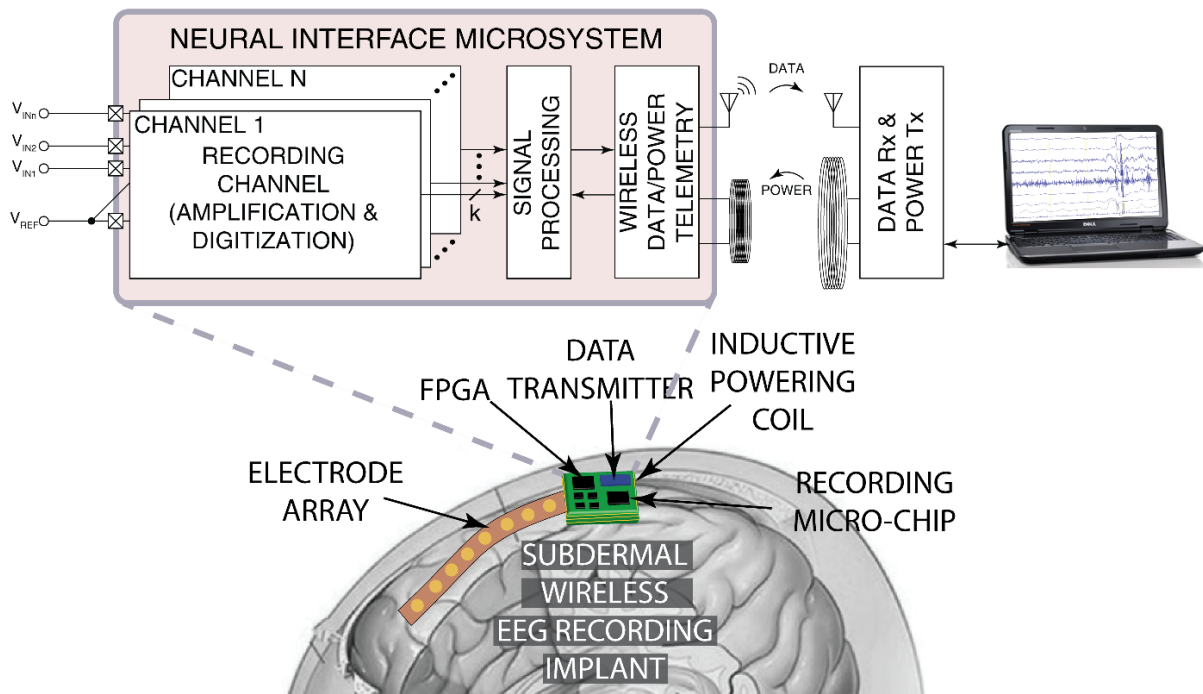 NEURAL INTERFACE MICROSYSTEM
CHANNEL N
CHANNEL 1
RECORDING
CHANNEL
(AMPLIFICATION &
DIGITIZATION)
V_INn
V_IN2
V_IN1
V_REF
k
SIGNAL
PROCESSING
WIRELESS
DATA/POWER
TELEMETRY
DATA
POWER
DATA Rx &
POWER Tx
DELL
FPGA
DATA
TRANSMITTER
INDUCTIVE
POWERING
COIL
ELECTRODE
ARRAY
RECORDING
MICRO-CHIP
SUBDERMAL
WIRELESS
EEG RECORDING
IMPLANT